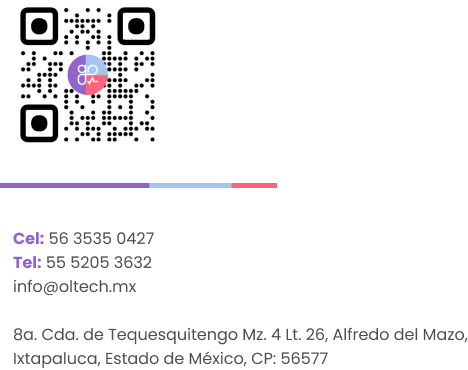 Cel: 56 3535 0427
Tel: 55 5205 3632
info@oltech.mx
8a. Cda. de Tequesquitengo Mz. 4 Lt. 26, Alfredo del Mazo,
Ixtapaluca, Estado de México, CP: 56577